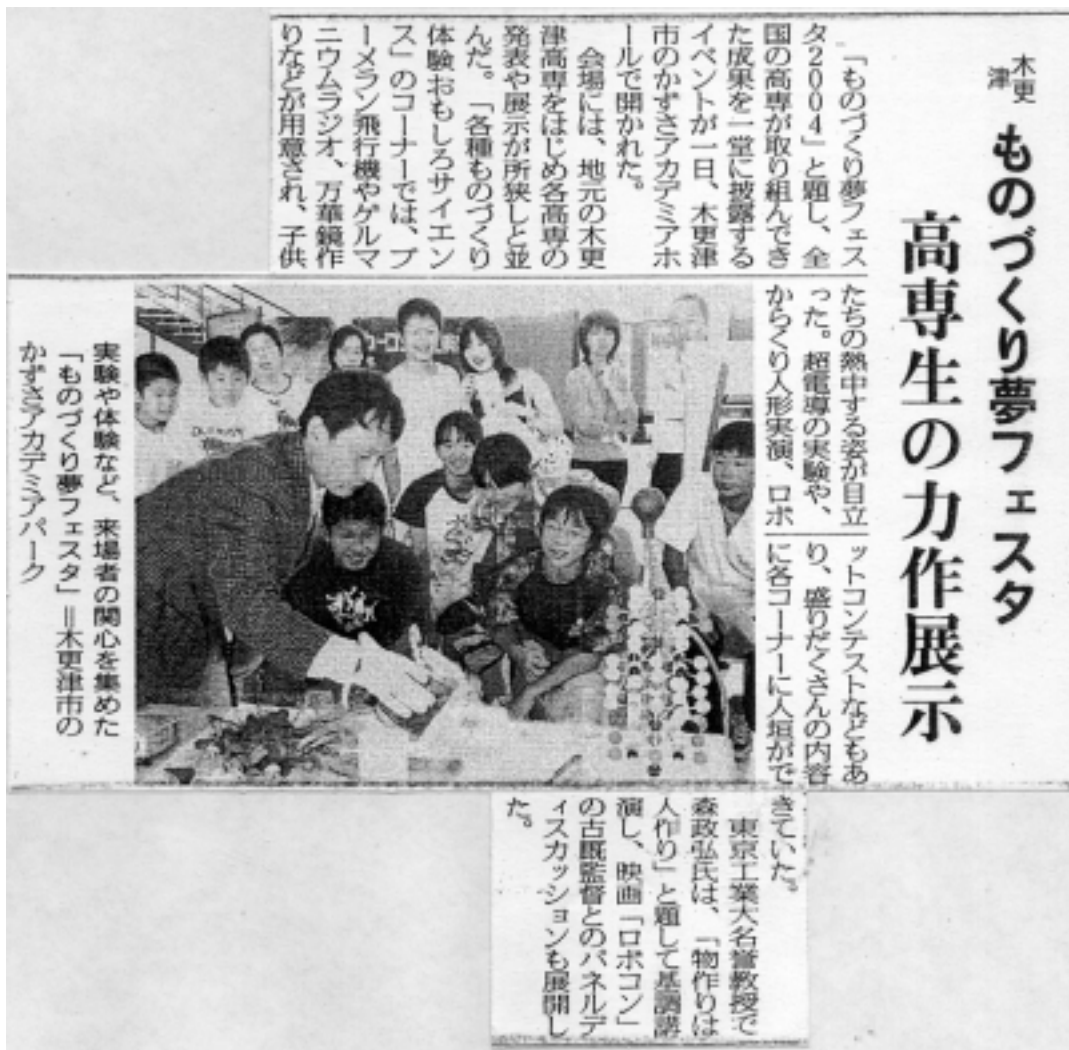 木更津
ものづくり夢フェスタ
高専生の力作展示
「ものづくり夢フェス
タ2004」と題し、全
国の高専が取り組んでき
た成果を一堂に披露する
イベントが一日、木更津
市のかずさアカデミアホ
ールで開かれた。
会場には、地元の木更
津高専をはじめ各高専の
発表や展示が所狭しと並
んだ。「各種ものづくり
体験おもしろサイエン
ス」のコーナーでは、ブ
ーメラン飛行機やゲルマ
ニウムラジオ、万華鏡作
りなどが用意され、子供
たちの熱中する姿が目立
った。超電導の実験や、
からくり人形実演、ロボ
ットコンテストなどもあ
り、盛りだくさんの内容
に各コーナーに人垣がで
きていた。
東京工業大名誉教授で
森政弘氏は、「物作りは
人作り」と題して基調講
演し、映画「ロボコン」
の古厩監督とのパネルデ
ィスカッションも展開し
た。
実験や体験など、来場者の関心を集めた
「ものづくり夢フェスタ」＝木更津市の
かずさアカデミアパーク